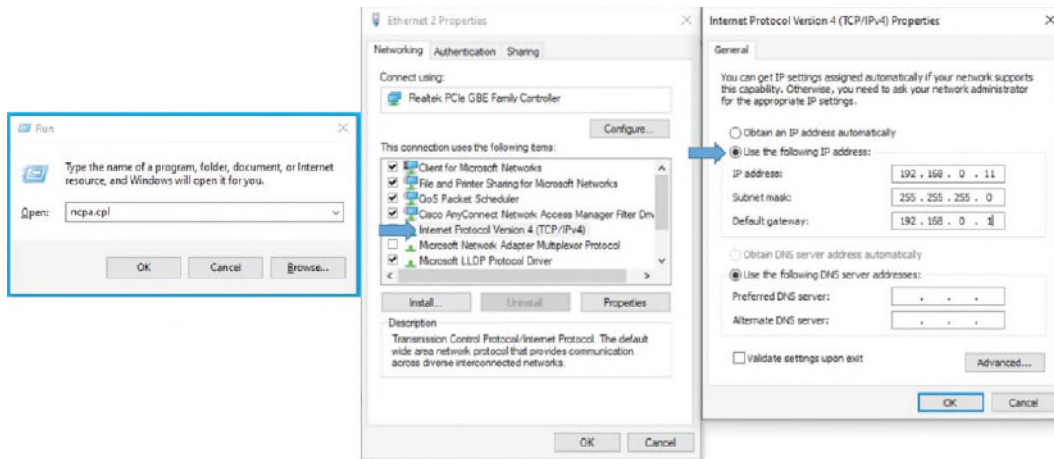 Run
Type the name of a program, folder, document, or Internet
resource, and Windows will open it for you.
Open:
ncpa.cpl
OK
Cancel
Browse...
Ethernet 2 Properties
Networking
Authentication
Sharing
Connect using:
Realtek PCIe GBE Family Controller
Configure...
This connection uses the following items:
Client for Microsoft Networks
File and Printer Sharing for Microsoft Networks
QoS Packet Scheduler
Cisco AnyConnect Network Access Manager Filter Driv
Internet Protocol Version 4 (TCP/IPv4)
Microsoft Network Adapter Multiplexor Protocol
Microsoft LLDP Protocol Driver
Install...
Uninstall
Properties
Description
Transmission Control Protocol/Internet Protocol. The default
wide area network protocol that provides communication
across diverse interconnected networks.
OK
Cancel
Internet Protocol Version 4 (TCP/IPv4) Properties
General
You can get IP settings assigned automatically if your network supports
this capability. Otherwise, you need to ask your network administrator
for the appropriate IP settings.
Obtain an IP address automatically
Use the following IP address:
IP address:
192 . 168 . 0 . 11
Subnet mask:
255 . 255 . 255 . 0
Default gateway:
192 . 168 . 0 . 1
Obtain DNS server address automatically
Use the following DNS server addresses:
Preferred DNS server:
. . .
Alternate DNS server:
. . .
Validate settings upon exit
Advanced...
OK
Cancel